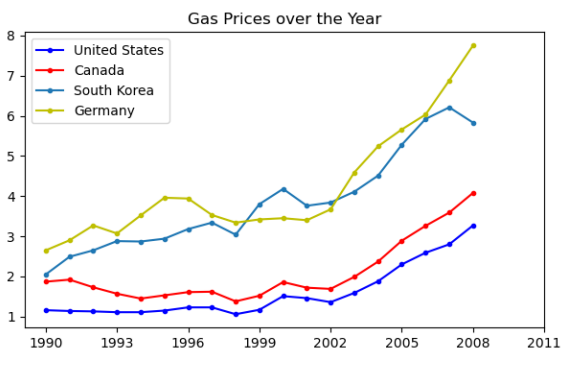 Gas Prices over the Year
8
7
6
5
4
3
2
1
United States
Canada
South Korea
Germany
1990 1993 1996 1999 2002 2005 2008 2011